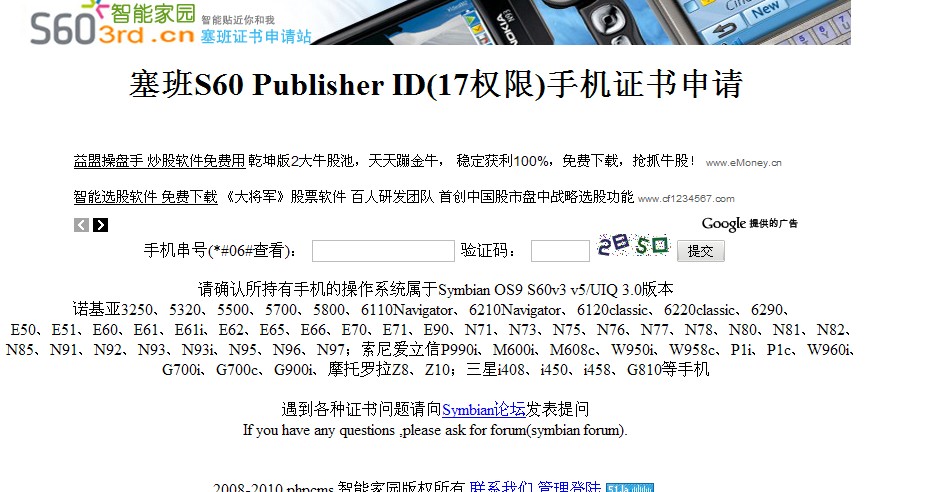 S60 智能家园 智能贴近你和我
3rd.cn 塞班证书申请站
NOKIA
New
塞班S60 Publisher ID(17权限)手机证书申请
益盟操盘手 炒股软件免费用 乾坤版2大牛股池，天天蹦金牛， 稳定获利100%，免费下载，抢抓牛股！ www.eMoney.cn
智能选股软件 免费下载 《大将军》股票软件 百人研发团队 首创中国股市盘中战略选股功能 www.cf1234567.com
Google 提供的广告
手机串号(*#06#查看)： 验证码： 提交
请确认所持有手机的操作系统属于Symbian OS9 S60v3 v5/UIQ 3.0版本
诺基亚3250、5320、5500、5700、5800、6110Navigator、6210Navigator、6120classic、6220classic、6290、
E50、E51、E60、E61、E61i、E62、E65、E66、E70、E71、E90、N71、N73、N75、N76、N77、N78、N80、N81、N82、
N85、N91、N92、N93、N93i、N95、N96、N97；索尼爱立信P990i、M600i、M608c、W950i、W958c、P1i、P1c、W960i、
G700i、G700c、G900i、摩托罗拉Z8、Z10；三星i408、i450、i458、G810等手机
遇到各种证书问题请向Symbian论坛发表提问
If you have any questions ,please ask for forum(symbian forum).
2008-2010 phpcms 智能家园版权所有 联系我们 管理登陆